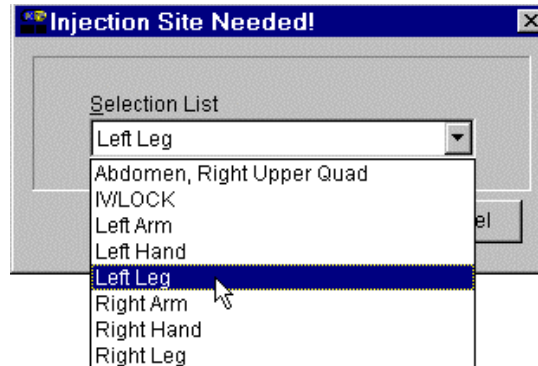 Injection Site Needed!
Selection List
Left Leg
Abdomen, Right Upper Quad
IV/LOCK
Left Arm
Left Hand
Left Leg
Right Arm
Right Hand
Right Leg